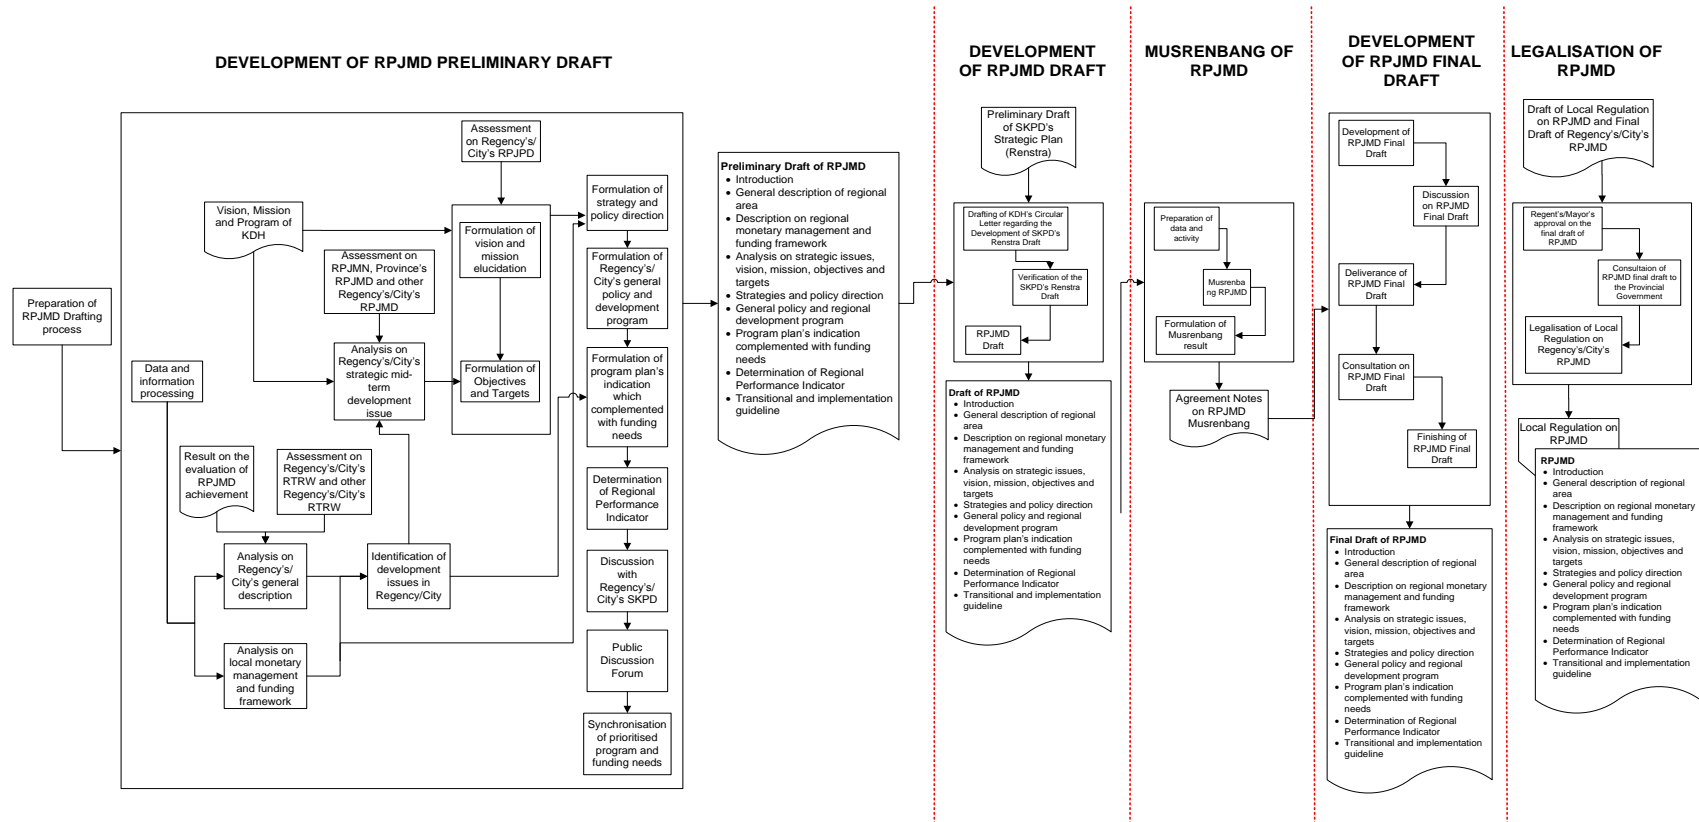 DEVELOPMENT OF RPJMD PRELIMINARY DRAFT
Preparation of
RPJMD Drafting
process
Assessment
on Regency's/
City's RPJPD
Vision, Mission
and Program of
KDH
Formulation of
vision and
mission
elucidation
Assessment on
RPJMN, Province's
RPJMD and other
Regency's/City's
RPJMD
Analysis on
Regency's/City's
strategic mid-
term
development
issue
Formulation of
Objectives
and Targets
Data and
information
processing
Result on the
evaluation of
RPJMD
achievement
Assessment on
Regency's/City's
RTRW and other
Regency's/City's
RTRW
Analysis on
Regency's/
City's general
description
Identification of
development
issues in
Regency/City
Analysis on
local monetary
management
and funding
framework
Formulation of
strategy and
policy direction
Formulation of
Regency's/
City's general
policy and
development
program
Formulation of
program plan's
indication
which
complemented
with funding
needs
Determination
of Regional
Performance
Indicator
Discussion
with
Regency's/
City's SKPD
Public
Discussion
Forum
Synchronisation
of prioritised
program and
funding needs
Preliminary Draft of RPJMD
• Introduction
• General description of regional
area
• Description on regional
monetary management and
funding framework
• Analysis on strategic issues,
vision, mission, objectives and
targets
• Strategies and policy direction
• General policy and regional
development program
• Program plan's indication
complemented with funding
needs
• Determination of Regional
Performance Indicator
• Transitional and implementation
guideline
DEVELOPMENT
OF RPJMD DRAFT
Preliminary Draft
of SKPD's
Strategic Plan
(Renstra)
Drafting of KDH's Circular
Letter regarding the
Development of SKPD's
Renstra Draft
Verification of the
SKPD's Renstra
Draft
RPJMD
Draft
Draft of RPJMD
• Introduction
• General description of regional
area
• Description on regional monetary
management and funding
framework
• Analysis on strategic issues,
vision, mission, objectives and
targets
• Strategies and policy direction
• General policy and regional
development program
• Program plan's indication
complemented with funding
needs
• Determination of Regional
Performance Indicator
• Transitional and implementation
guideline
MUSRENBANG OF
RPJMD
Preparation of
data and
activity
Musrenba
ng RPJMD
Formulation of
Musrenbang
result
Agreement Notes
on RPJMD
Musrenbang
DEVELOPMENT
OF RPJMD FINAL
DRAFT
Development of
RPJMD Final
Draft
Discussion
on RPJMD
Final Draft
Deliverance of
RPJMD Final
Draft
Consultation on
RPJMD Final
Draft
Finishing of
RPJMD Final
Draft
Final Draft of RPJMD
• Introduction
• General description of regional
area
• Description on regional monetary
management and funding
framework
• Analysis on strategic issues,
vision, mission, objectives and
targets
• Strategies and policy direction
• General policy and regional
development program
• Program plan's indication
complemented with funding
needs
• Determination of Regional
Performance Indicator
• Transitional and implementation
guideline
LEGALISATION OF
RPJMD
Draft of Local Regulation
on RPJMD and Final
Draft of Regency's/City's
RPJMD
Regent's/Mayor's
approval on the
final draft of
RPJMD
Consultaion of
RPJMD final draft to
the Provincial
Government
Legalisation of Local
Regulation on
Regency's/City's
RPJMD
Local Regulation on
RPJMD
RPJMD
• Introduction
• General description of regional
area
• Description on regional monetary
management and funding
framework
• Analysis on strategic issues,
vision, mission, objectives and
targets
• Strategies and policy direction
• General policy and regional
development program
• Program plan's indication
complemented with funding
needs
• Determination of Regional
Performance Indicator
• Transitional and implementation
guideline